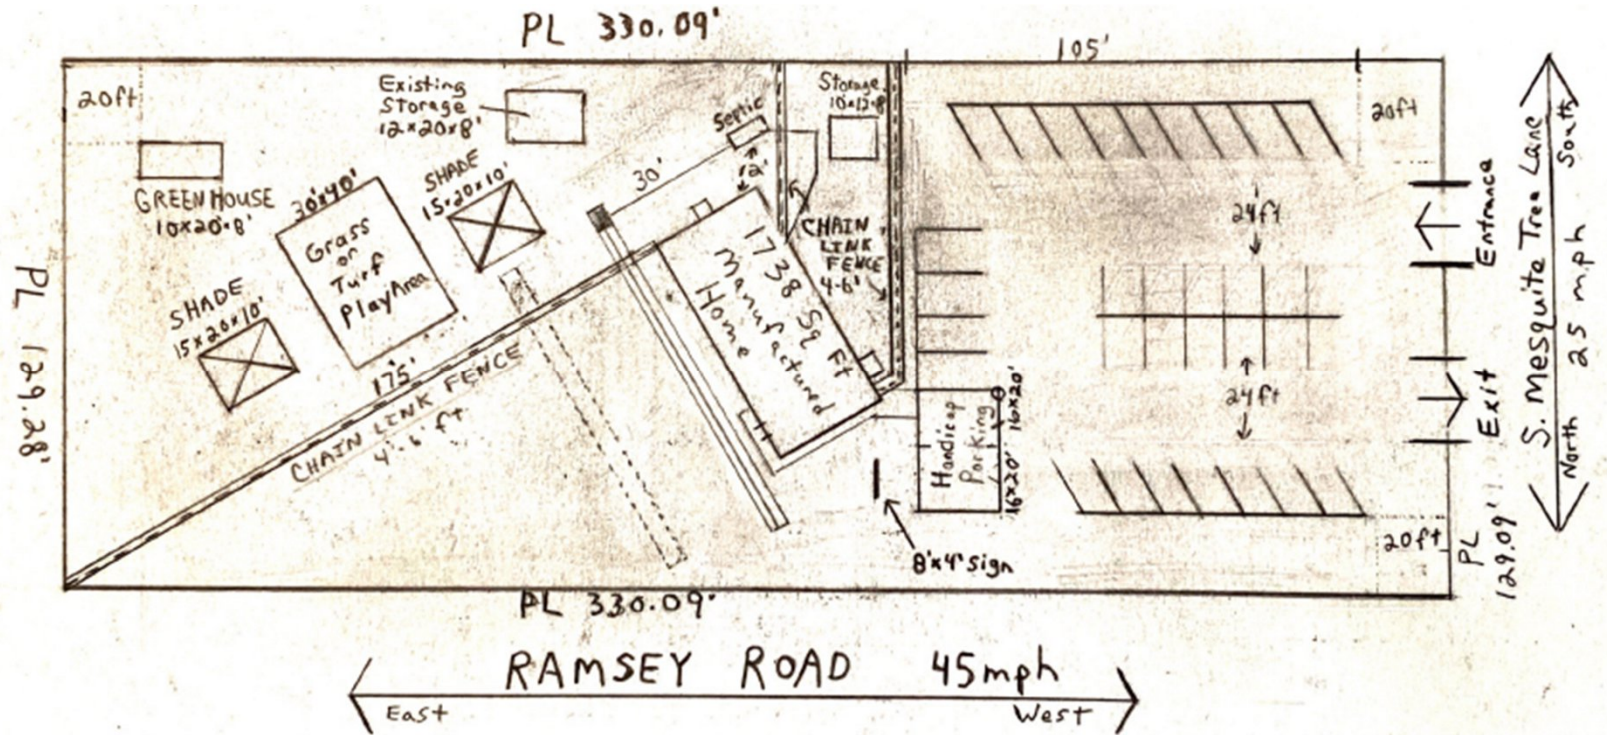 PL 330.09'
105'
20ft
Existing
Storage
12x20x8'
Septic
Storage
10x12x8
20ft
GREENHOUSE
10x20x8
30'x40'
Grass
or
Turf
Play Area
SHADE
15x20x10'
30'
12'
CHAIN
LINK
FENCE
4-6'
24ft
Entrance
SHADE
15x20x10'
1738 Sq Ft
Manufactured
Home
PL 129.28'
175'
CHAIN LINK FENCE
4'-6' ft
Handicap
Parking
16x20'
16x20'
24ft
Exit
S. Mesquite Tree Lane
North 25 mph South
8'x4' Sign
20ft
PL
129.09'
PL 330.09'
RAMSEY ROAD 45mph
East West